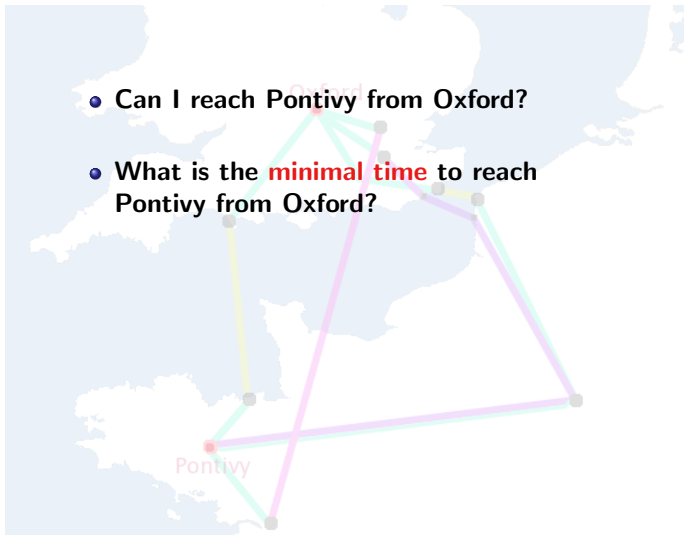 Oxford
Can I reach Pontivy from Oxford?
What is the minimal time to reach
Pontivy from Oxford?
Pontivy